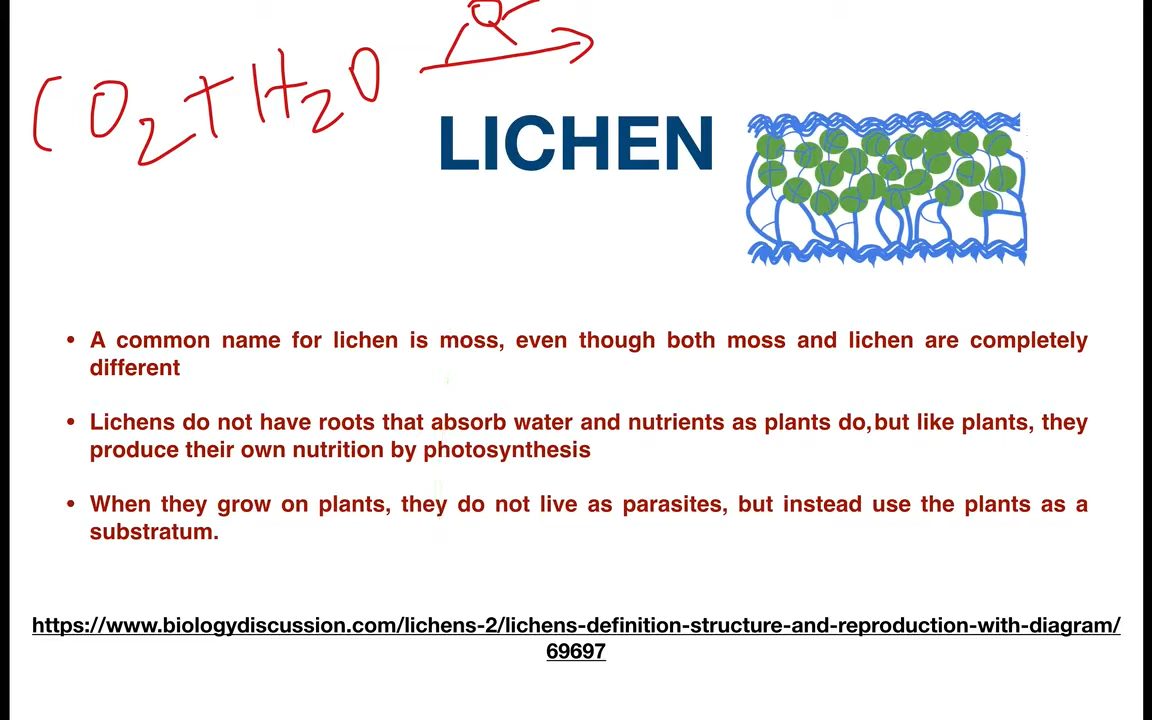 CO2+H2O
LICHEN
• A common name for lichen is moss, even though both moss and lichen are completely
different
• Lichens do not have roots that absorb water and nutrients as plants do,but like plants, they
produce their own nutrition by photosynthesis
• When they grow on plants, they do not live as parasites, but instead use the plants as a
substratum.
https://www.biologydiscussion.com/lichens-2/lichens-definition-structure-and-reproduction-with-diagram/
69697